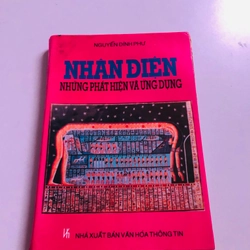 NGUYỄN ĐÌNH PHƯ
NHÂN ĐIỆN
NHỮNG PHÁT HIỆN VÀ ỨNG DỤNG
NHÀ XUẤT BẢN VĂN HÓA THÔNG TIN